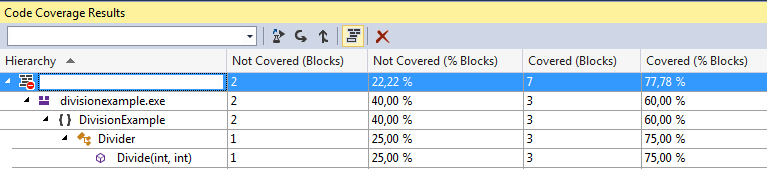 Code Coverage Results
Hierarchy Not Covered (Blocks) Not Covered (% Blocks) Covered (Blocks) Covered (% Blocks)
2 22,22 % 7 77,78 %
divisionexample.exe 2 40,00 % 3 60,00 %
{ } DivisionExample 2 40,00 % 3 60,00 %
Divider 1 25,00 % 3 75,00 %
Divide(int, int) 1 25,00 % 3 75,00 %